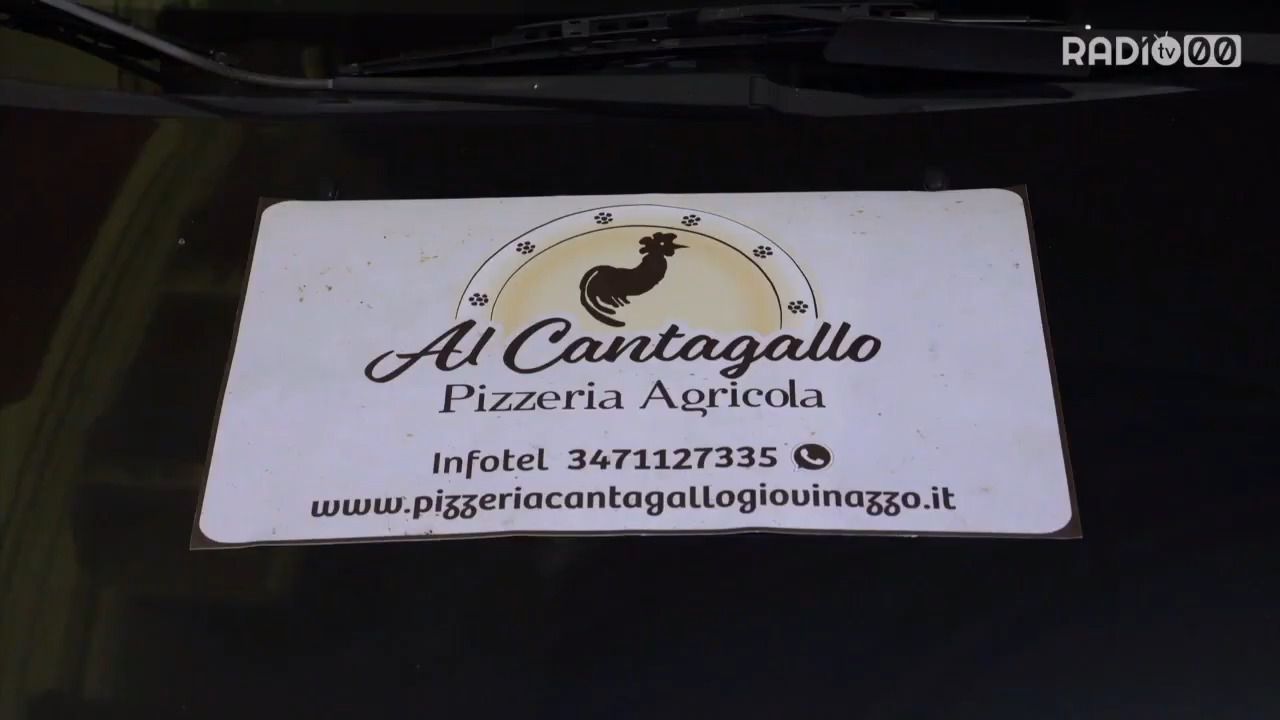 RADIO tv 00
Al Cantagallo
Pizzeria Agricola
Infotel 3471127335
www.pizzeriacantagallogiovinazzo.it